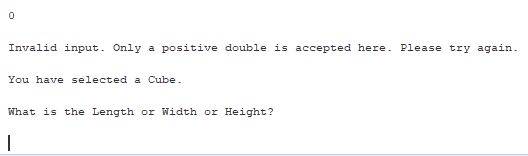 0
Invalid input. Only a positive double is accepted here. Please try again.
You have selected a Cube.
What is the Length or Width or Height?